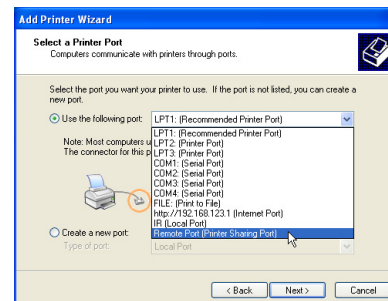 Add Printer Wizard
Select a Printer Port
Computers communicate with printers through ports.
Select the port you want your printer to use. If the port is not listed, you can create a
new port.
Use the following port: LPT1: (Recommended Printer Port)
LPT1: (Recommended Printer Port)
Note: Most computers u
LPT2: (Printer Port)
The connector for this p
LPT3: (Printer Port)
COM1: (Serial Port)
COM2: (Serial Port)
COM3: (Serial Port)
COM4: (Serial Port)
FILE: (Print to File)
http://192.168.123.1 (Internet Port)
IR (Local Port)
Create a new port: Remote Port (Printer Sharing Port)
Type of port: Local Port
< Back Next > Cancel